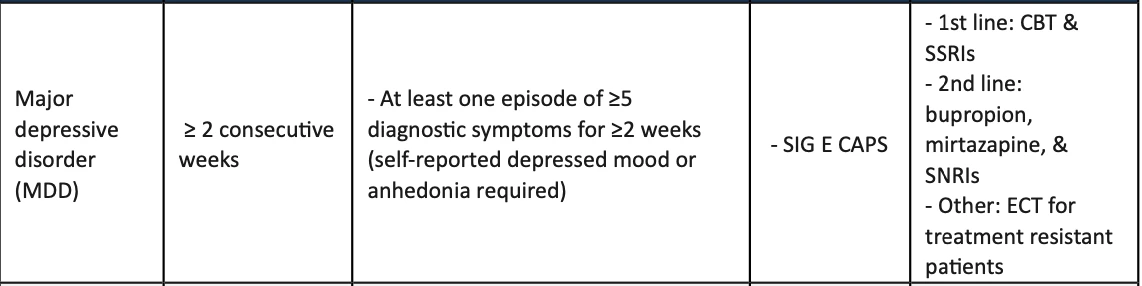 Major
depressive
disorder
(MDD)
≥ 2 consecutive
weeks
- At least one episode of ≥5
diagnostic symptoms for ≥2 weeks
(self-reported depressed mood or
anhedonia required)
- SIG E CAPS
- 1st line: CBT &
SSRIs
- 2nd line:
bupropion,
mirtazapine, &
SNRIs
- Other: ECT for
treatment resistant
patients